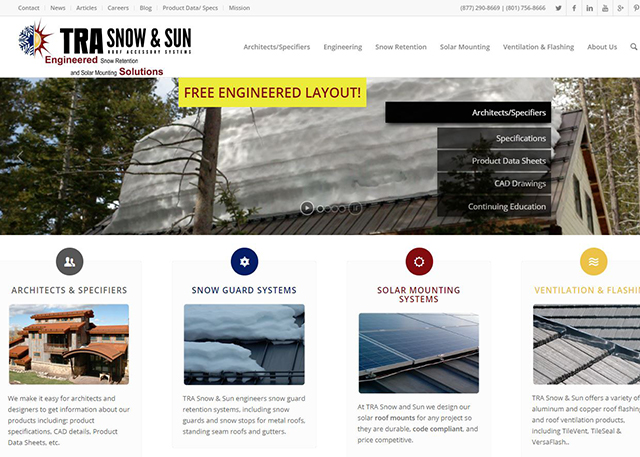 Contact News Articles Careers Blog Product Data/ Specs Mission
(877) 290-8669 | (801) 756-8666
TRA SNOW & SUN
ROOF ACCESSORY SYSTEMS
Engineered Snow Retention
and Solar Mounting Solutions
Architects/Specifiers Engineering Snow Retention Solar Mounting Ventilation & Flashing About Us
FREE ENGINEERED LAYOUT!
Architects/Specifiers
Specifications
Product Data Sheets
CAD Drawings
Continuing Education
ARCHITECTS & SPECIFIERS
We make it easy for architects and
designers to get information about our
products including: product
specifications, CAD details, Product
Data Sheets, etc.
SNOW GUARD SYSTEMS
TRA Snow & Sun engineers snow guard
retention systems, including snow
guards and snow stops for metal roofs,
standing seam roofs and gutters.
SOLAR MOUNTING
SYSTEMS
At TRA Snow and Sun we design our
solar roof mounts for any project so
they are durable, code compliant, and
price competitive.
VENTILATION & FLASHIN
TRA Snow & Sun offers a variety of
aluminum and copper roof flashing
and roof ventilation products,
including TileVent, TileSeal &
VersaFlash..